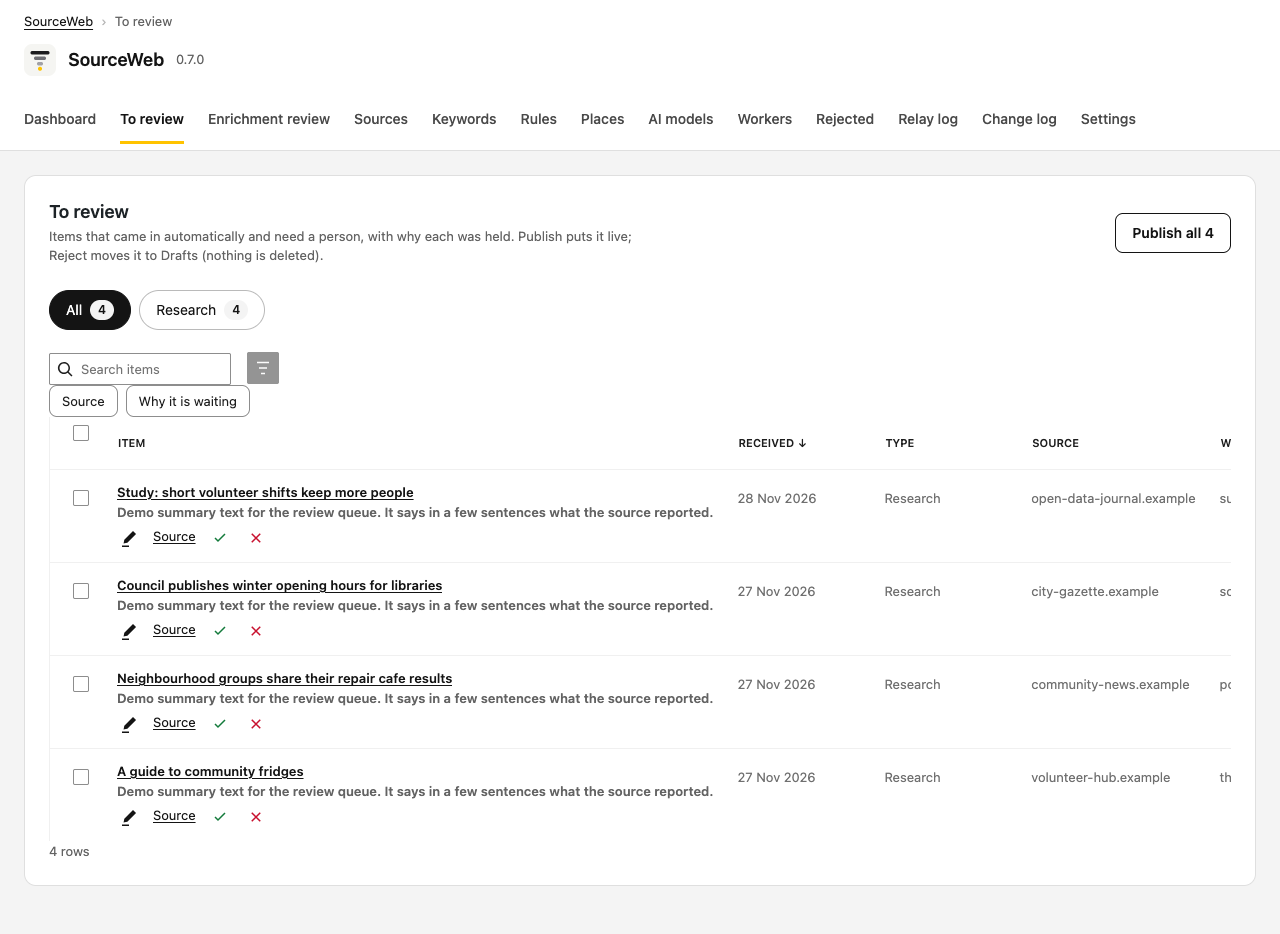 SourceWeb › To review
SourceWeb 0.7.0
Dashboard To review Enrichment review Sources Keywords Rules Places AI models Workers Rejected Relay log Change log Settings
To review
Items that came in automatically and need a person, with why each was held. Publish puts it live;
Reject moves it to Drafts (nothing is deleted).
Publish all 4
All 4 Research 4
Search items
Source Why it is waiting
ITEM RECEIVED ↓ TYPE SOURCE
Study: short volunteer shifts keep more people
Demo summary text for the review queue. It says in a few sentences what the source reported.
28 Nov 2026 Research open-data-journal.example
Source
Council publishes winter opening hours for libraries
Demo summary text for the review queue. It says in a few sentences what the source reported.
27 Nov 2026 Research city-gazette.example
Source
Neighbourhood groups share their repair cafe results
Demo summary text for the review queue. It says in a few sentences what the source reported.
27 Nov 2026 Research community-news.example
Source
A guide to community fridges
Demo summary text for the review queue. It says in a few sentences what the source reported.
27 Nov 2026 Research volunteer-hub.example
Source
4 rows